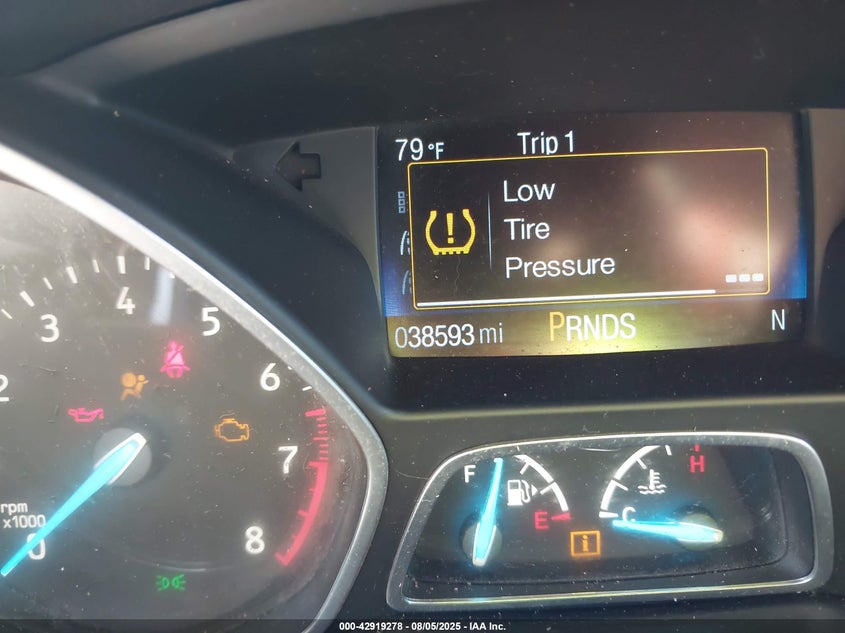 79°F Trip 1
Low
Tire
Pressure
038593 mi PRNDS N
2
3
4
5
6
7
8
0
rpm
x1000
F
E
H
C
i
000-42919278 - 08/05/2025 - IAA Inc.